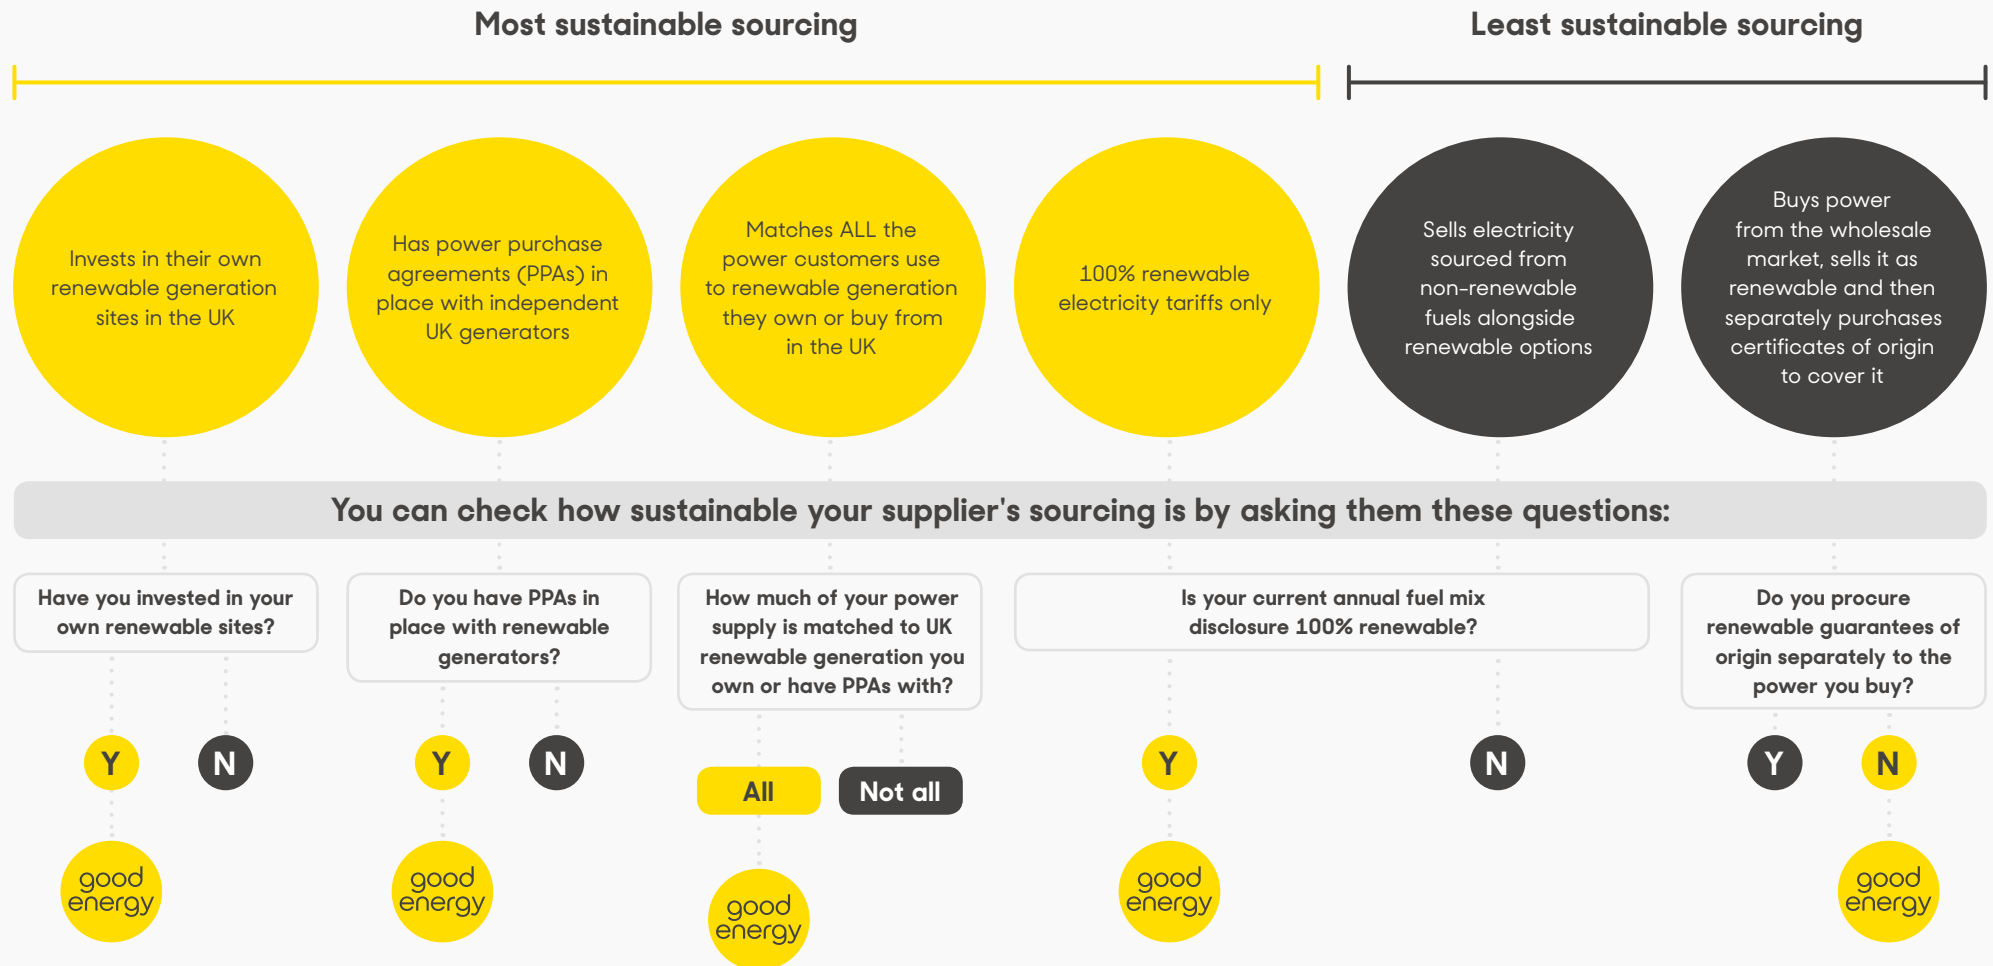 Most sustainable sourcing
Least sustainable sourcing
Invests in their own
renewable generation
sites in the UK
Has power purchase
agreements (PPAs) in
place with independent
UK generators
Matches ALL the
power customers use
to renewable generation
they own or buy from
in the UK
100% renewable
electricity tariffs only
Sells electricity
sourced from
non-renewable
fuels alongside
renewable options
Buys power
from the wholesale
market, sells it as
renewable and then
separately purchases
certificates of origin
to cover it
You can check how sustainable your supplier's sourcing is by asking them these questions:
Have you invested in your
own renewable sites?
Do you have PPAs in
place with renewable
generators?
How much of your power
supply is matched to UK
renewable generation you
own or have PPAs with?
Is your current annual fuel mix
disclosure 100% renewable?
Do you procure
renewable guarantees of
origin separately to the
power you buy?
Y
N
Y
N
All
Not all
Y
N
Y
N
good
energy
good
energy
good
energy
good
energy
good
energy